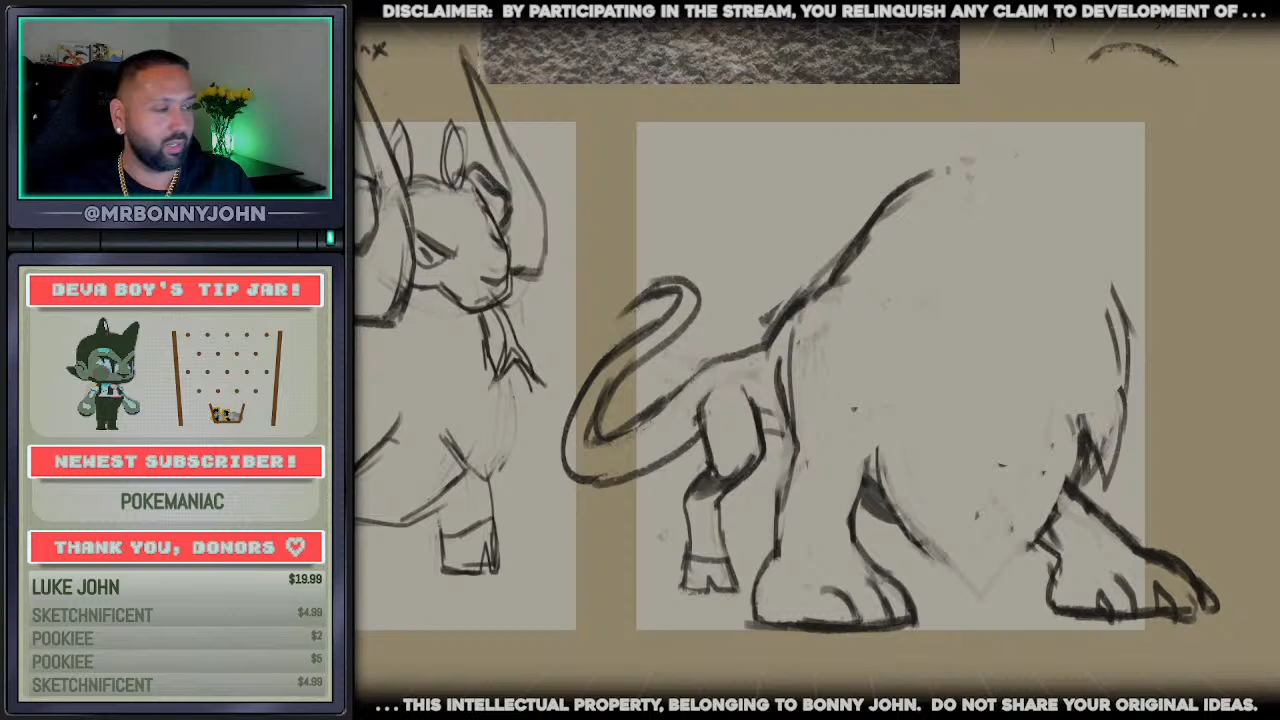 DISCLAIMER: BY PARTICIPATING IN THE STREAM, YOU RELINQUISH ANY CLAIM TO DEVELOPMENT OF . . .
@MRBONNYJOHN
DEVA BOY'S TIP JAR!
NEWEST SUBSCRIBER!
POKEMANIAC
THANK YOU, DONORS ♡
LUKE JOHN $19.99
SKETCHNIFICENT $4.99
POOKIEE $2
POOKIEE $5
SKETCHNIFICENT $4.99
. . . THIS INTELLECTUAL PROPERTY, BELONGING TO BONNY JOHN. DO NOT SHARE YOUR ORIGINAL IDEAS.